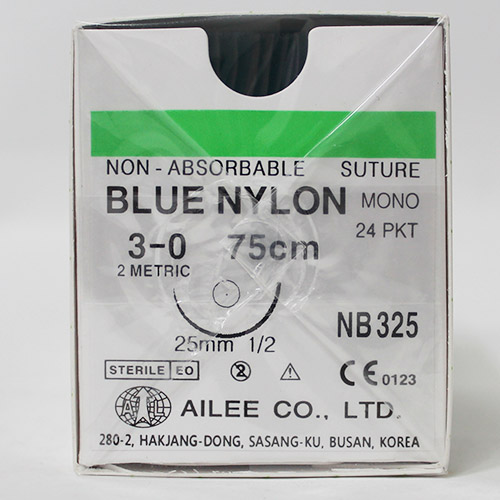 NON - ABSORBABLE SUTURE
BLUE NYLON MONO
3-0 75cm 24 PKT
2 METRIC
25mm 1/2
NB 325
STERILE EO 2 CE 0123
AILEE CO., LTD.
280-2, HAKJANG-DONG, SASANG-KU, BUSAN, KOREA